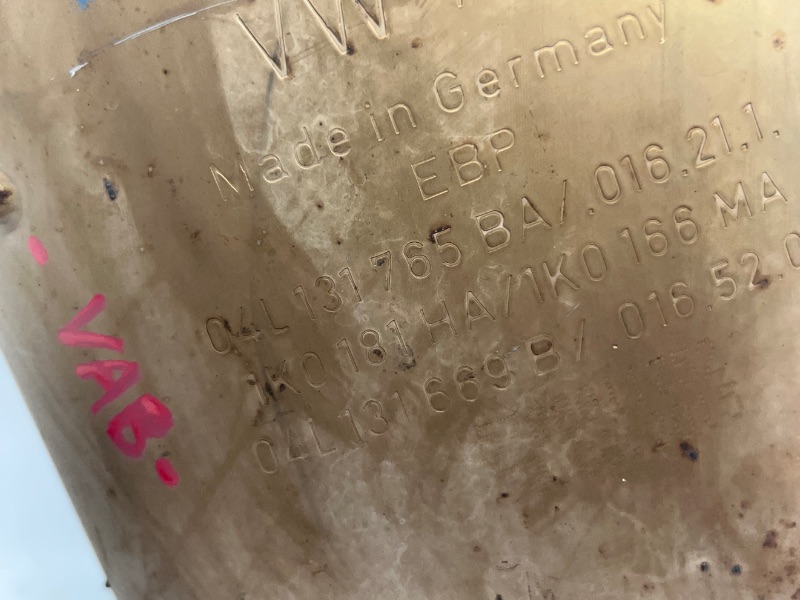 VW
Made in Germany
EBP
04L 131 765 BA/.016.21.1.
1K0 181 HA/1K0 166 MA
04L 131 669 B/.016.52.0
- VAB -